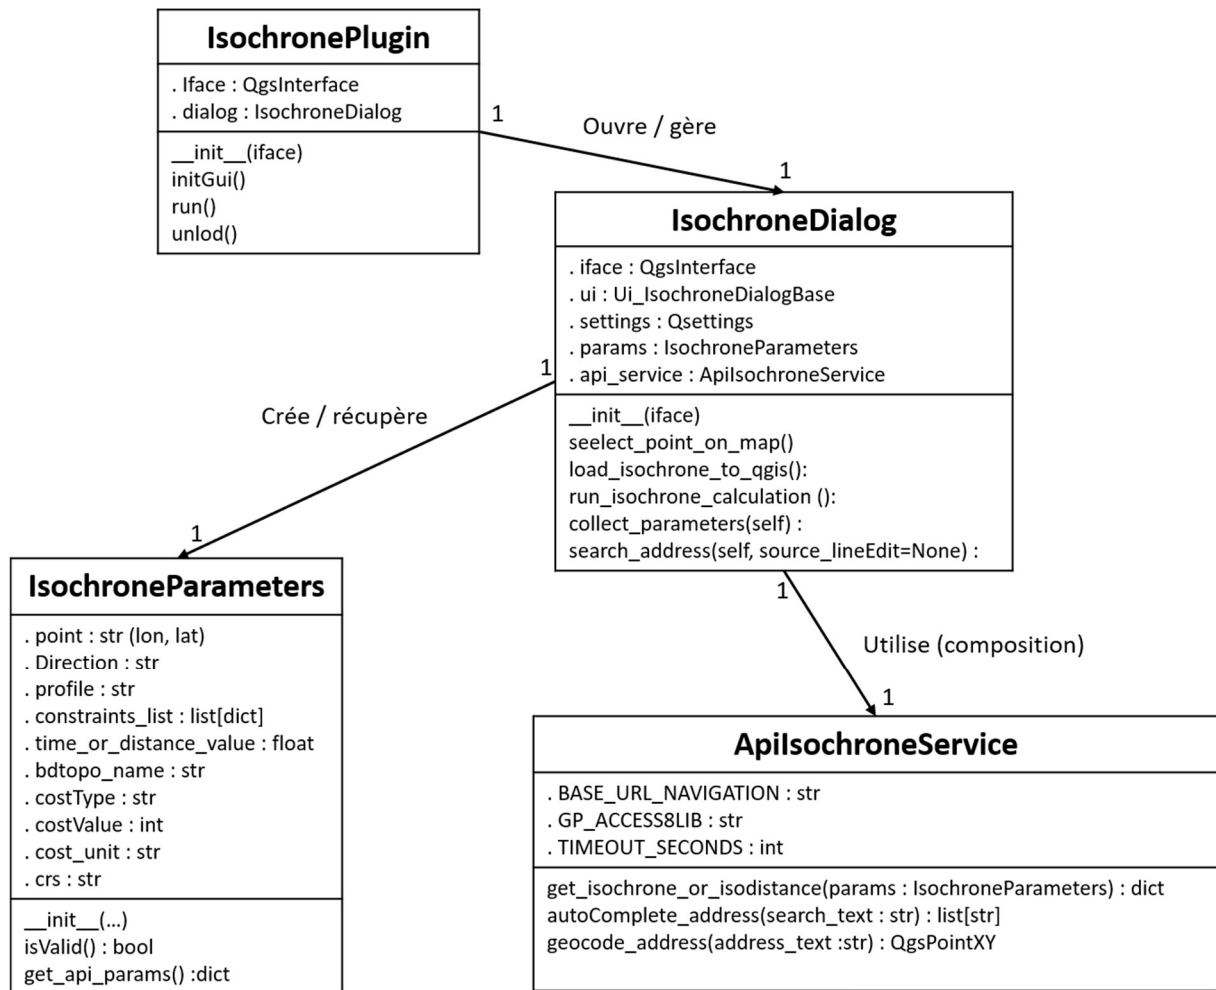 IsochronePlugin
. Iface : QgsInterface
. dialog : IsochroneDialog
__init__(iface)
initGui()
run()
unlod()
1
Ouvre / gère
1
IsochroneDialog
. iface : QgsInterface
. ui : Ui_IsochroneDialogBase
. settings : Qsettings
. params : IsochroneParameters
. api_service : ApiIsochroneService
__init__(iface)
seelect_point_on_map()
load_isochrone_to_qgis():
run_isochrone_calculation ():
collect_parameters(self) :
search_address(self, source_lineEdit=None) :
1
Crée / récupère
1
IsochroneParameters
. point : str (lon, lat)
. Direction : str
. profile : str
. constraints_list : list[dict]
. time_or_distance_value : float
. bdtopo_name : str
. costType : str
. costValue : int
. cost_unit : str
. crs : str
__init__(...)
isValid() : bool
get_api_params() :dict
1
Utilise (composition)
1
ApiIsochroneService
. BASE_URL_NAVIGATION : str
. GP_ACCESS8LIB : str
. TIMEOUT_SECONDS : int
get_isochrone_or_isodistance(params : IsochroneParameters) : dict
autoComplete_address(search_text : str) : list[str]
geocode_address(address_text :str) : QgsPointXY